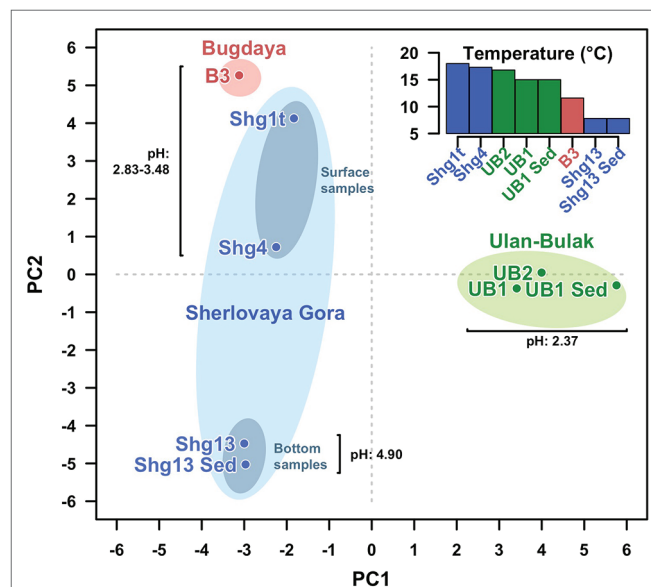 Temperature (°C)
20
15
10
5
Shg1t
Shg4
UB2
UB1
UB1 Sed
B3
Shg13
Shg13 Sed
Bugdaya
B3
pH:
2.83-3.48
Shg1t
Surface
samples
Shg4
Ulan-Bulak
UB2
UB1
UB1 Sed
pH: 2.37
Sherlovaya Gora
Shg13
Shg13 Sed
Bottom
samples
pH: 4.90
PC2
6
5
4
3
2
1
0
-1
-2
-3
-4
-5
-6
-6 -5 -4 -3 -2 -1 0 1 2 3 4 5 6
PC1